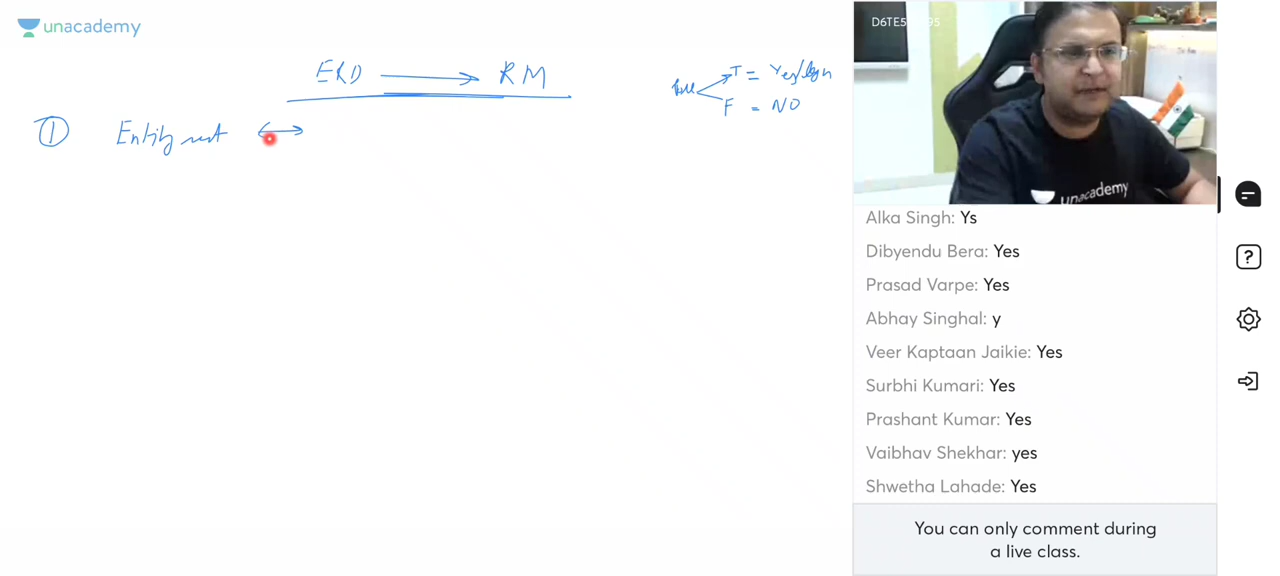 unacademy
ERD → RM
T = Yes/
F = NO
① Entity set ↔
D6TE5 95
unacademy
Alka Singh: Ys
Dibyendu Bera: Yes
Prasad Varpe: Yes
Abhay Singhal: y
Veer Kaptaan Jaikie: Yes
Surbhi Kumari: Yes
Prashant Kumar: Yes
Vaibhav Shekhar: yes
Shwetha Lahade: Yes
You can only comment during
a live class.